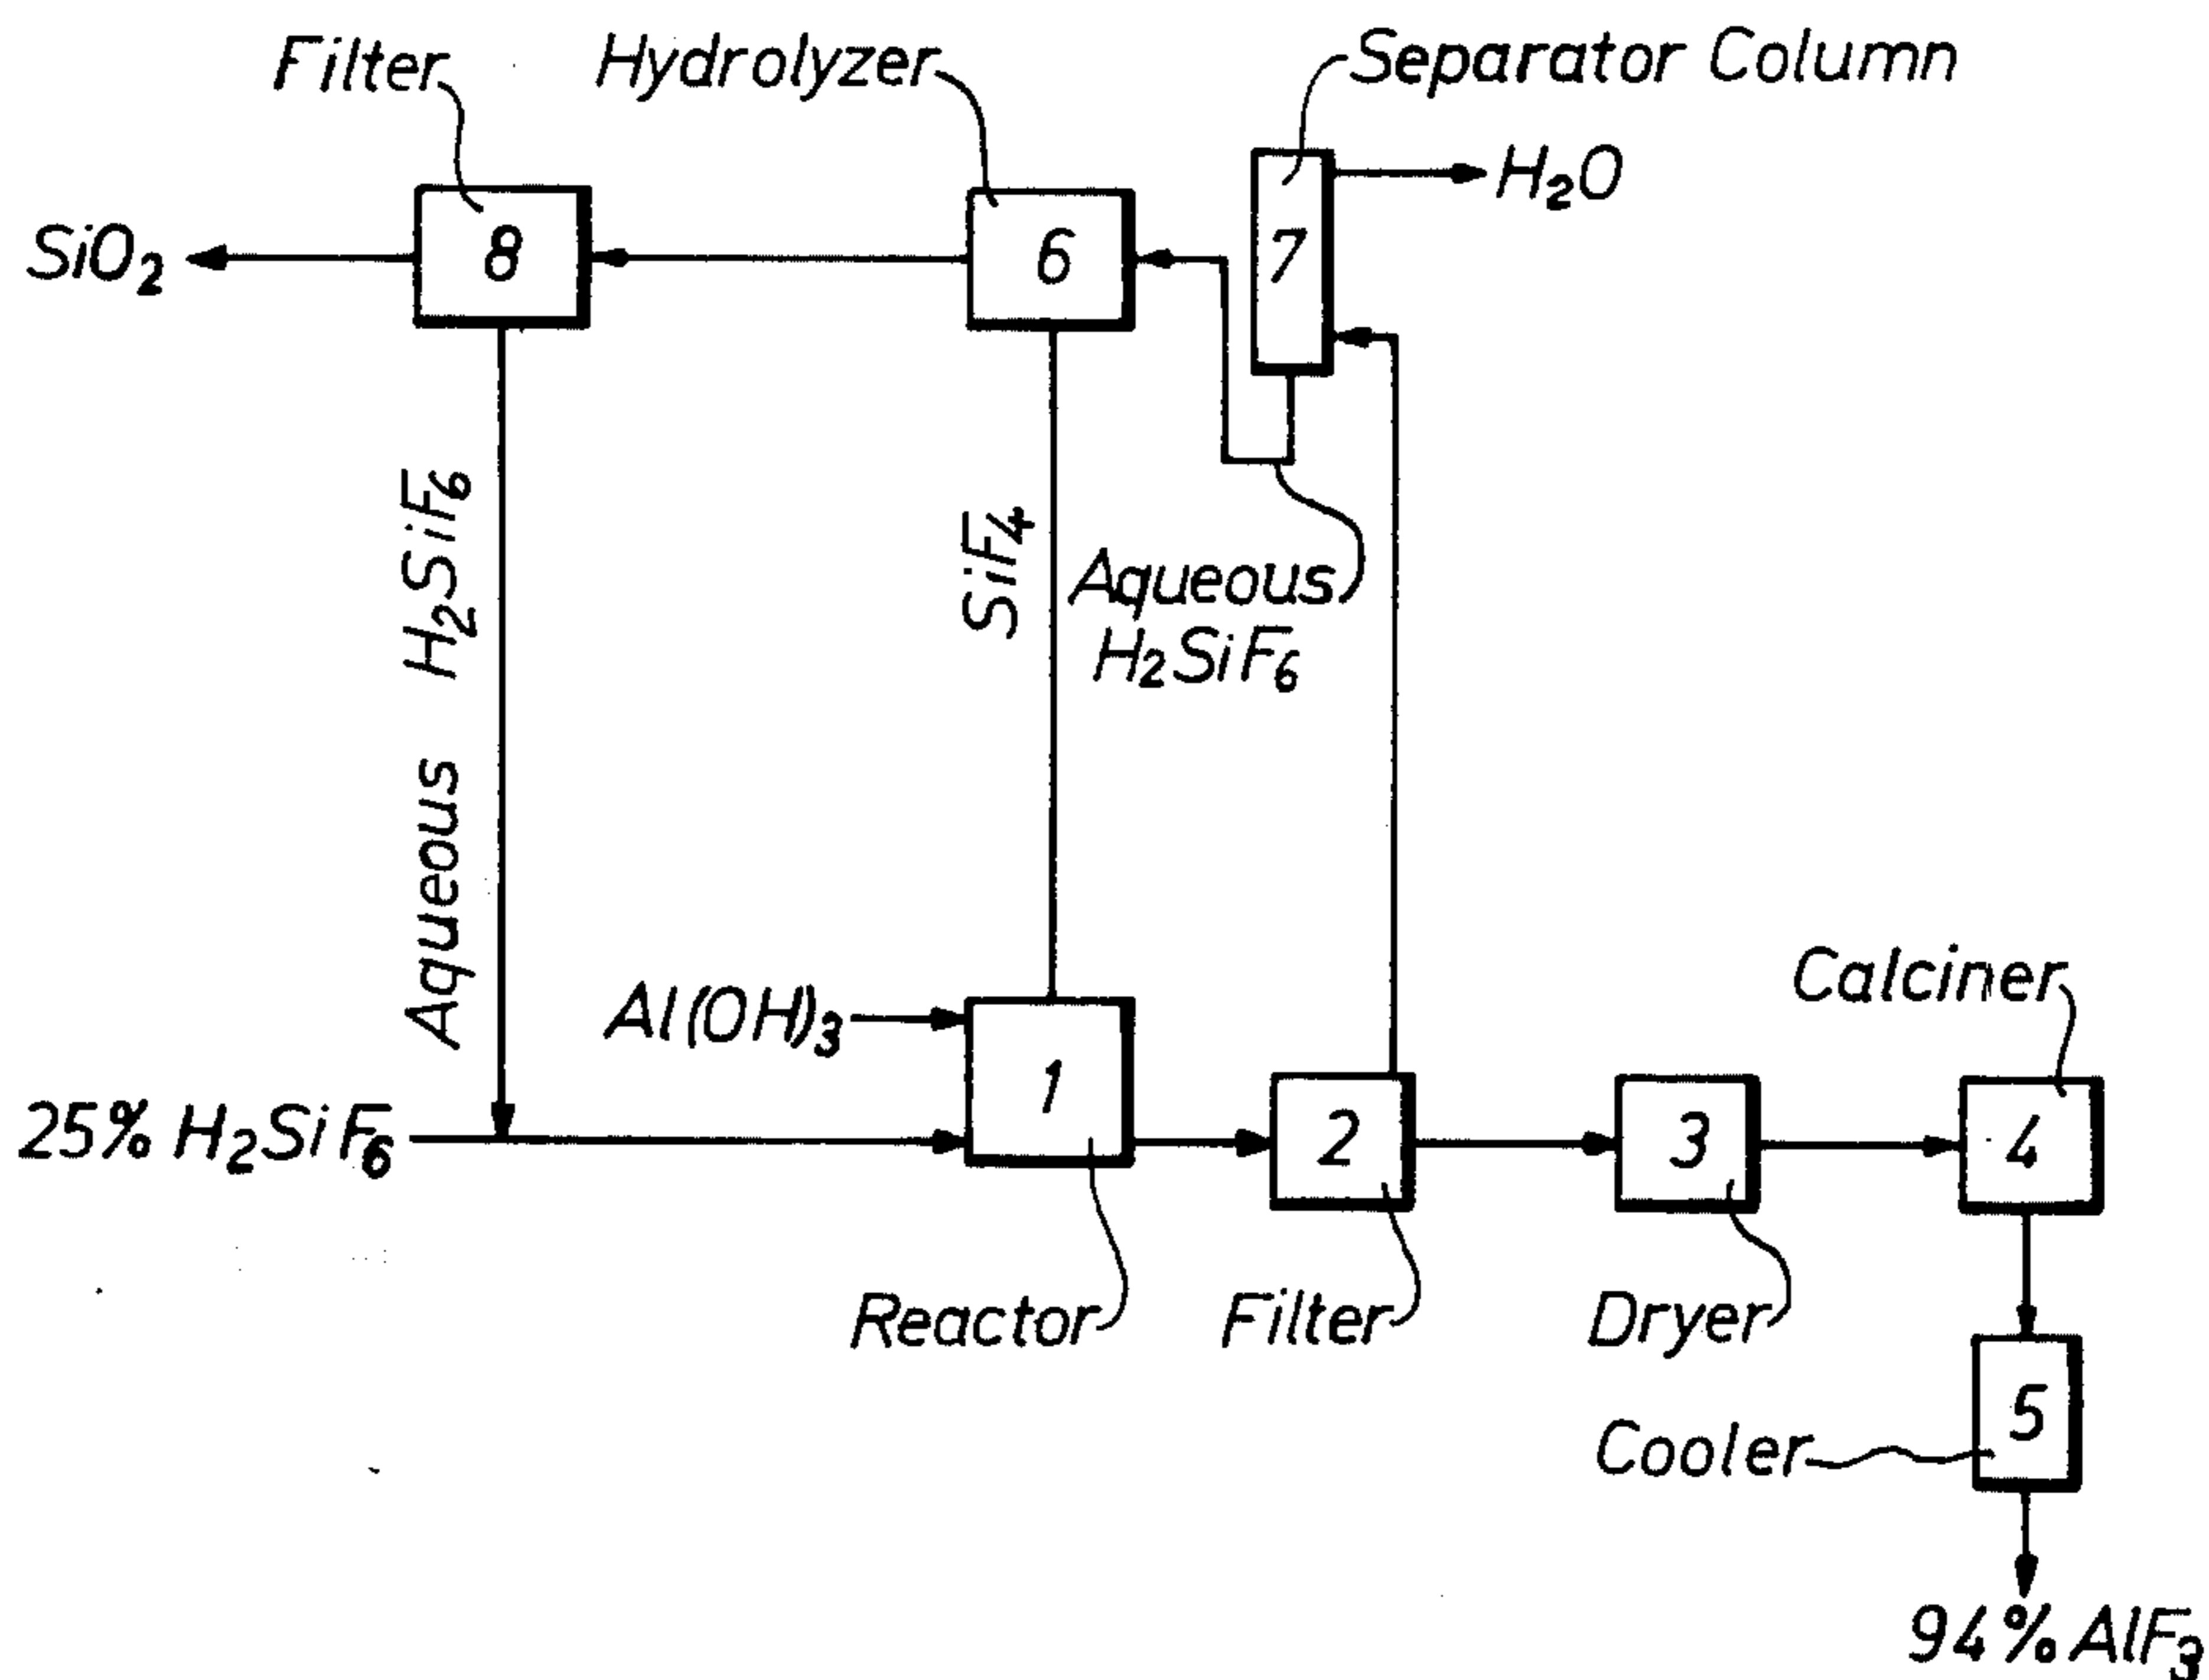 Filter
Hydrolyzer
Separator Column
H₂O
SiO₂
8
6
7
Aqueous H₂SiF₆
SiF₄
Aqueous
H₂SiF₆
Al(OH)₃
Calciner
25% H₂SiF₆
1
2
3
4
Reactor
Filter
Dryer
5
Cooler
94% AlF₃